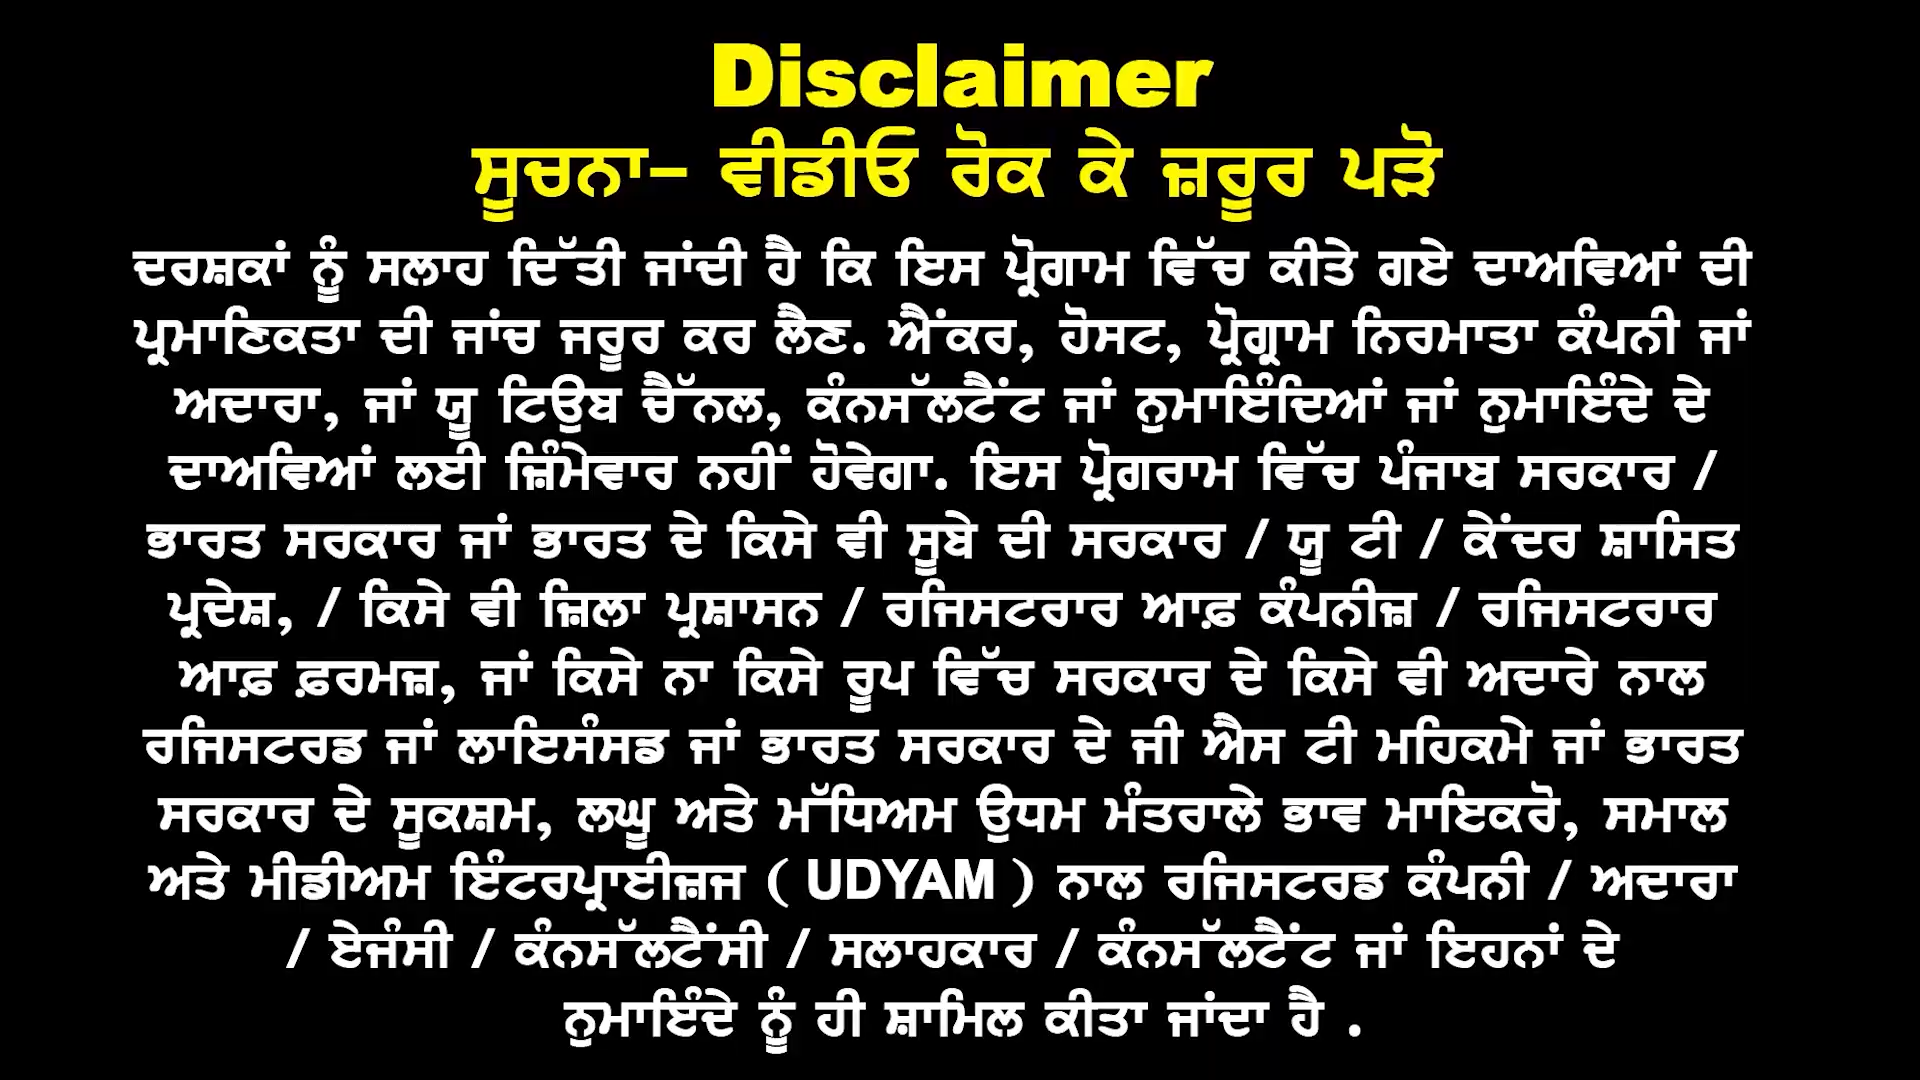 Disclaimer
ਸੂਚਨਾ- ਵੀਡੀਓ ਰੋਕ ਕੇ ਜ਼ਰੂਰ ਪੜੋ
ਦਰਸ਼ਕਾਂ ਨੂੰ ਸਲਾਹ ਦਿੱਤੀ ਜਾਂਦੀ ਹੈ ਕਿ ਇਸ ਪ੍ਰੋਗਾਮ ਵਿੱਚ ਕੀਤੇ ਗਏ ਦਾਅਵਿਆਂ ਦੀ
ਪ੍ਰਮਾਣਿਕਤਾ ਦੀ ਜਾਂਚ ਜਰੂਰ ਕਰ ਲੈਣ. ਐਂਕਰ, ਹੋਸਟ, ਪ੍ਰੋਗ੍ਰਾਮ ਨਿਰਮਾਤਾ ਕੰਪਨੀ ਜਾਂ
ਅਦਾਰਾ, ਜਾਂ ਯੂ ਟਿਊਬ ਚੈੱਨਲ, ਕੰਨਸੱਲਟੈਂਟ ਜਾਂ ਨੁਮਾਇੰਦਿਆਂ ਜਾਂ ਨੁਮਾਇੰਦੇ ਦੇ
ਦਾਅਵਿਆਂ ਲਈ ਜ਼ਿੰਮੇਵਾਰ ਨਹੀਂ ਹੋਵੇਗਾ. ਇਸ ਪ੍ਰੋਗਰਾਮ ਵਿੱਚ ਪੰਜਾਬ ਸਰਕਾਰ /
ਭਾਰਤ ਸਰਕਾਰ ਜਾਂ ਭਾਰਤ ਦੇ ਕਿਸੇ ਵੀ ਸੂਬੇ ਦੀ ਸਰਕਾਰ / ਯੂ ਟੀ / ਕੇਂਦਰ ਸ਼ਾਸਿਤ
ਪ੍ਰਦੇਸ਼, / ਕਿਸੇ ਵੀ ਜ਼ਿਲਾ ਪ੍ਰਸ਼ਾਸਨ / ਰਜਿਸਟਰਾਰ ਆਫ਼ ਕੰਪਨੀਜ਼ / ਰਜਿਸਟਰਾਰ
ਆਫ਼ ਫ਼ਰਮਜ਼, ਜਾਂ ਕਿਸੇ ਨਾ ਕਿਸੇ ਰੂਪ ਵਿੱਚ ਸਰਕਾਰ ਦੇ ਕਿਸੇ ਵੀ ਅਦਾਰੇ ਨਾਲ
ਰਜਿਸਟਰਡ ਜਾਂ ਲਾਇਸੰਸਡ ਜਾਂ ਭਾਰਤ ਸਰਕਾਰ ਦੇ ਜੀ ਐਸ ਟੀ ਮਹਿਕਮੇ ਜਾਂ ਭਾਰਤ
ਸਰਕਾਰ ਦੇ ਸੂਕਸ਼ਮ, ਲਘੂ ਅਤੇ ਮੱਧਿਅਮ ਉਧਮ ਮੰਤਰਾਲੇ ਭਾਵ ਮਾਇਕਰੋ, ਸਮਾਲ
ਅਤੇ ਮੀਡੀਅਮ ਇੰਟਰਪ੍ਰਾਈਜ਼ਜ ( UDYAM ) ਨਾਲ ਰਜਿਸਟਰਡ ਕੰਪਨੀ / ਅਦਾਰਾ
/ ਏਜੰਸੀ / ਕੰਨਸੱਲਟੈਂਸੀ / ਸਲਾਹਕਾਰ / ਕੰਨਸੱਲਟੈਂਟ ਜਾਂ ਇਹਨਾਂ ਦੇ
ਨੁਮਾਇੰਦੇ ਨੂੰ ਹੀ ਸ਼ਾਮਿਲ ਕੀਤਾ ਜਾਂਦਾ ਹੈ .